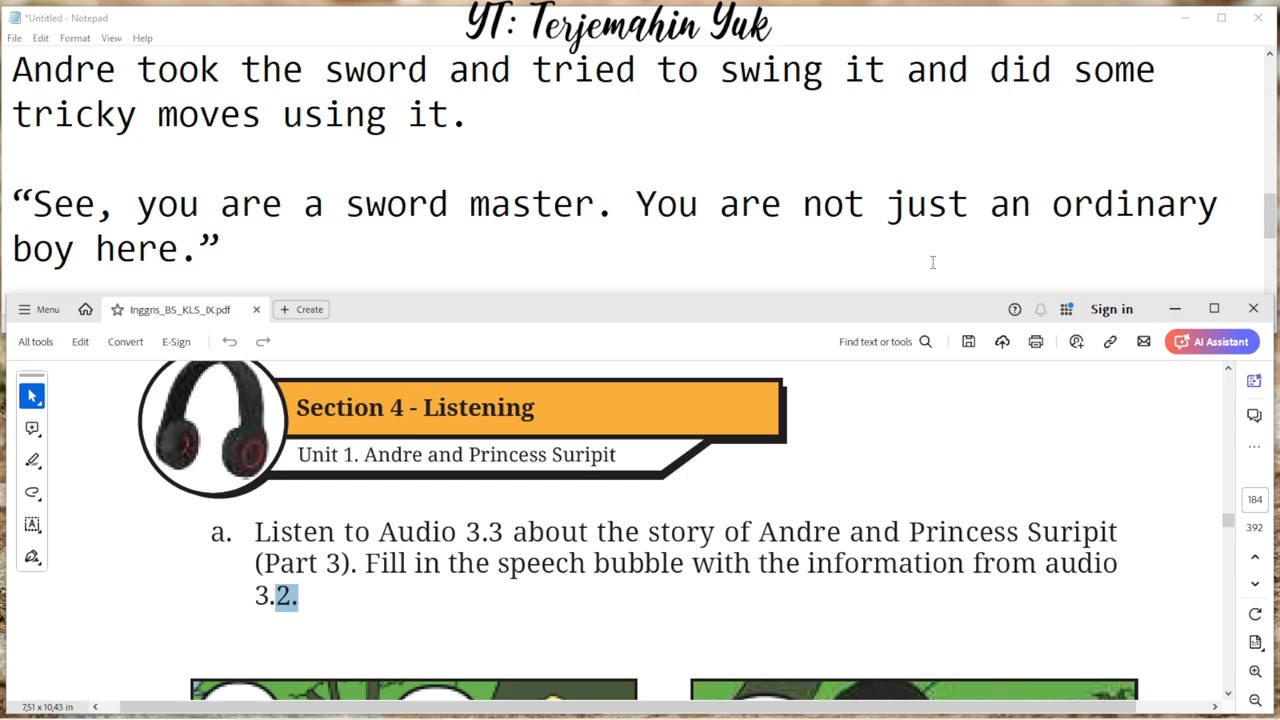 *Untitled - Notepad
YT: Terjemahin Yuk
File Edit Format View Help
Andre took the sword and tried to swing it and did some
tricky moves using it.
“See, you are a sword master. You are not just an ordinary
boy here.”
Menu
Inggris_BS_KLS_IX.pdf
Create
Sign in
All tools Edit Convert E-Sign
Find text or tools
AI Assistant
Section 4 - Listening
Unit 1. Andre and Princess Suripit
a. Listen to Audio 3.3 about the story of Andre and Princess Suripit
(Part 3). Fill in the speech bubble with the information from audio
3.2.
184
392
7,51 x 10,43 in